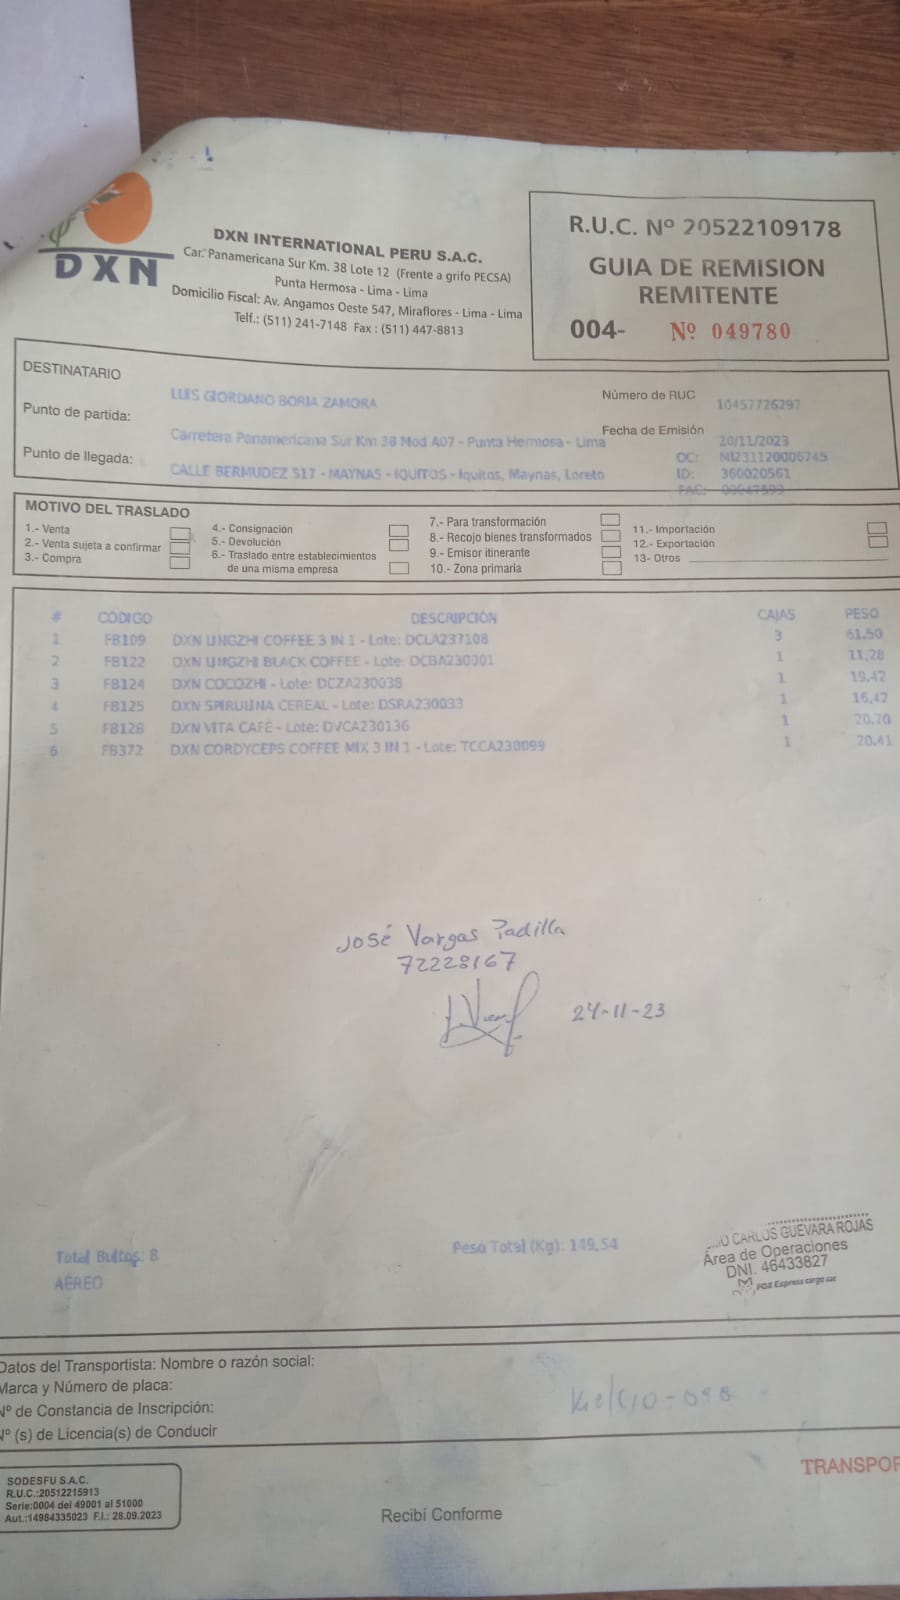 DXN
DXN INTERNATIONAL PERU S.A.C.
Car. Panamericana Sur Km. 38 Lote 12 (Frente a grifo PECSA)
Punta Hermosa - Lima - Lima
Domicilio Fiscal: Av. Angamos Oeste 547, Miraflores - Lima - Lima
Telf.: (511) 241-7148 Fax : (511) 447-8813
R.U.C. Nº 20522109178
GUIA DE REMISION
REMITENTE
004- Nº 049780
DESTINATARIO LUIS GIORDANO BORJA ZAMORA Número de RUC 10457726297
Punto de partida: Carretera Panamericana Sur Km 38 Mod A07 - Punta Hermosa - Lima Fecha de Emisión 20/11/2023
OC: MI231120006745
Punto de llegada: CALLE BERMUDEZ 517 - MAYNAS - IQUITOS - Iquitos, Maynas, Loreto ID: 360020561
FAC: 00047599
MOTIVO DEL TRASLADO
1.- Venta 4.- Consignación 7.- Para transformación 11.- Importación
2.- Venta sujeta a confirmar 5.- Devolución 8.- Recojo bienes transformados 12.- Exportación
3.- Compra 6.- Traslado entre establecimientos 9.- Emisor itinerante 13- Otros
de una misma empresa 10.- Zona primaria
# CÓDIGO DESCRIPCIÓN CAJAS PESO
1 FB109 DXN LINGZHI COFFEE 3 IN 1 - Lote: DCLA237108 3 61,50
2 FB122 DXN LINGZHI BLACK COFFEE - Lote: DCBA230001 1 11,28
3 FB124 DXN COCOZHI - Lote: DCZA230038 1 19,42
4 FB125 DXN SPIRULINA CEREAL - Lote: DSRA230033 1 16,42
5 FB128 DXN VITA CAFÉ - Lote: DVCA230136 1 20,70
6 FB372 DXN CORDYCEPS COFFEE MIX 3 IN 1 - Lote: TCCA230099 1 20,41
José Vargas Padilla
72228167
24-11-23
Total Bultos: 8 Peso Total (Kg): 149,54
AÉREO
CARLOS GUEVARA ROJAS
Área de Operaciones
DNI. 46433827
FOX Express cargo sac
Datos del Transportista: Nombre o razón social:
Marca y Número de placa:
Nº de Constancia de Inscripción:
Nº (s) de Licencia(s) de Conducir
TRANSPOR
SODESFU S.A.C.
R.U.C.:20512215913
Serie:0004 del 49001 al 51000
Aut.:14984335023 F.I.: 28.09.2023
Recibí Conforme